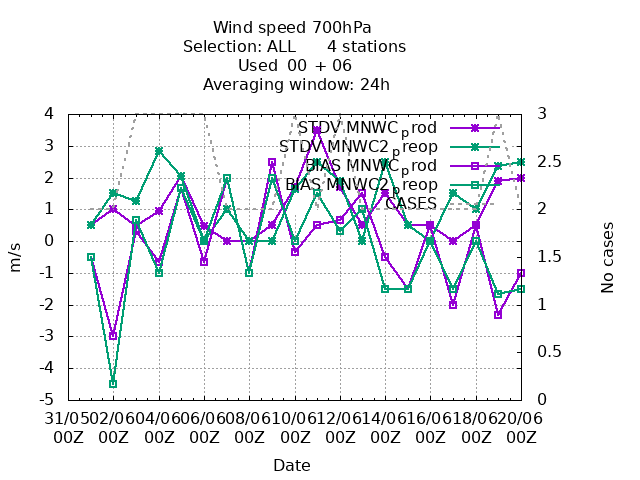 Wind speed 700hPa
Selection: ALL 4 stations
Used 00 + 06
Averaging window: 24h
STDV MNWC_prod
STDV MNWC2_preop
BIAS MNWC_prod
BIAS MNWC2_preop
CASES
4
3
2
1
0
-1
-2
-3
-4
-5
m/s
3
2.5
2
1.5
1
0.5
0
No cases
31/05 02/06 04/06 06/06 08/06 10/06 12/06 14/06 16/06 18/06 20/06
00Z 00Z 00Z 00Z 00Z 00Z 00Z 00Z 00Z 00Z 00Z
Date